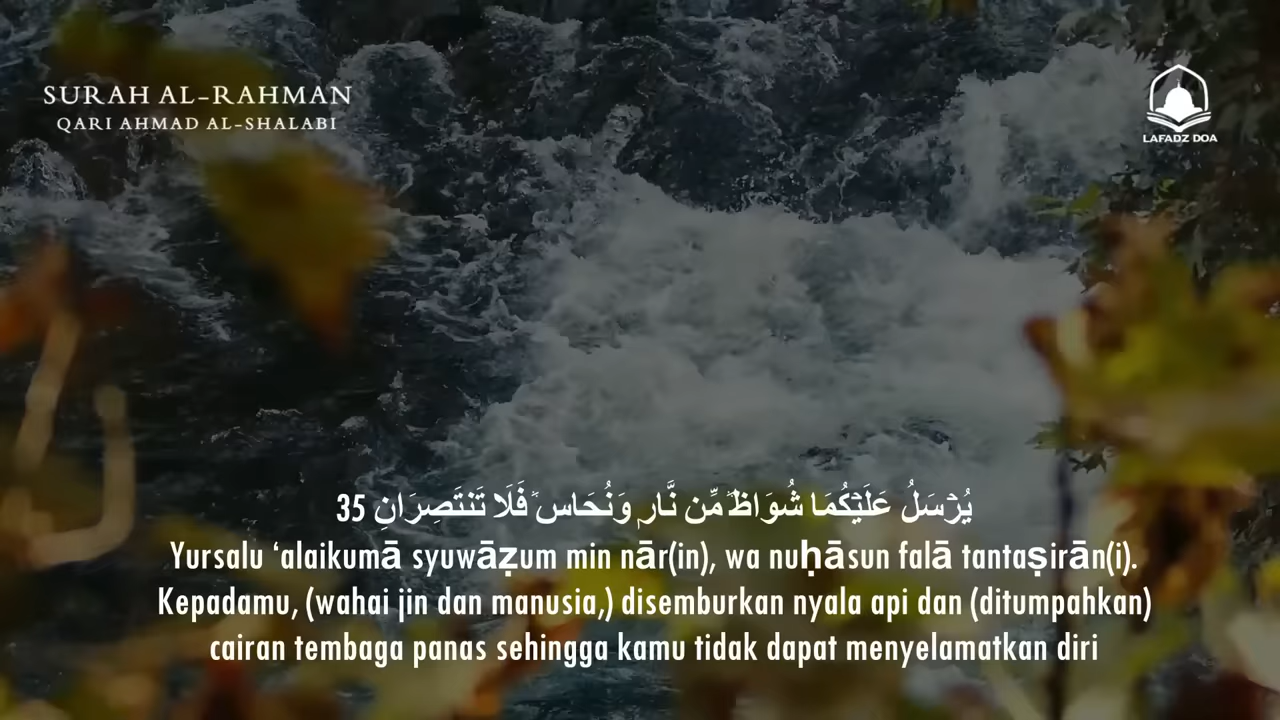 SURAH AL-RAHMAN
QARI AHMAD AL-SHALABI
LAFADZ DOA
يُرْسَلُ عَلَيْكُمَا شُوَاظٌ مِّن نَّارٍ وَنُحَاسٌ فَلَا تَنتَصِرَانِ 35
Yursalu ‘alaikumā syuwāẓum min nār(in), wa nuḥāsun falā tantaṣirān(i).
Kepadamu, (wahai jin dan manusia,) disemburkan nyala api dan (ditumpahkan)
cairan tembaga panas sehingga kamu tidak dapat menyelamatkan diri